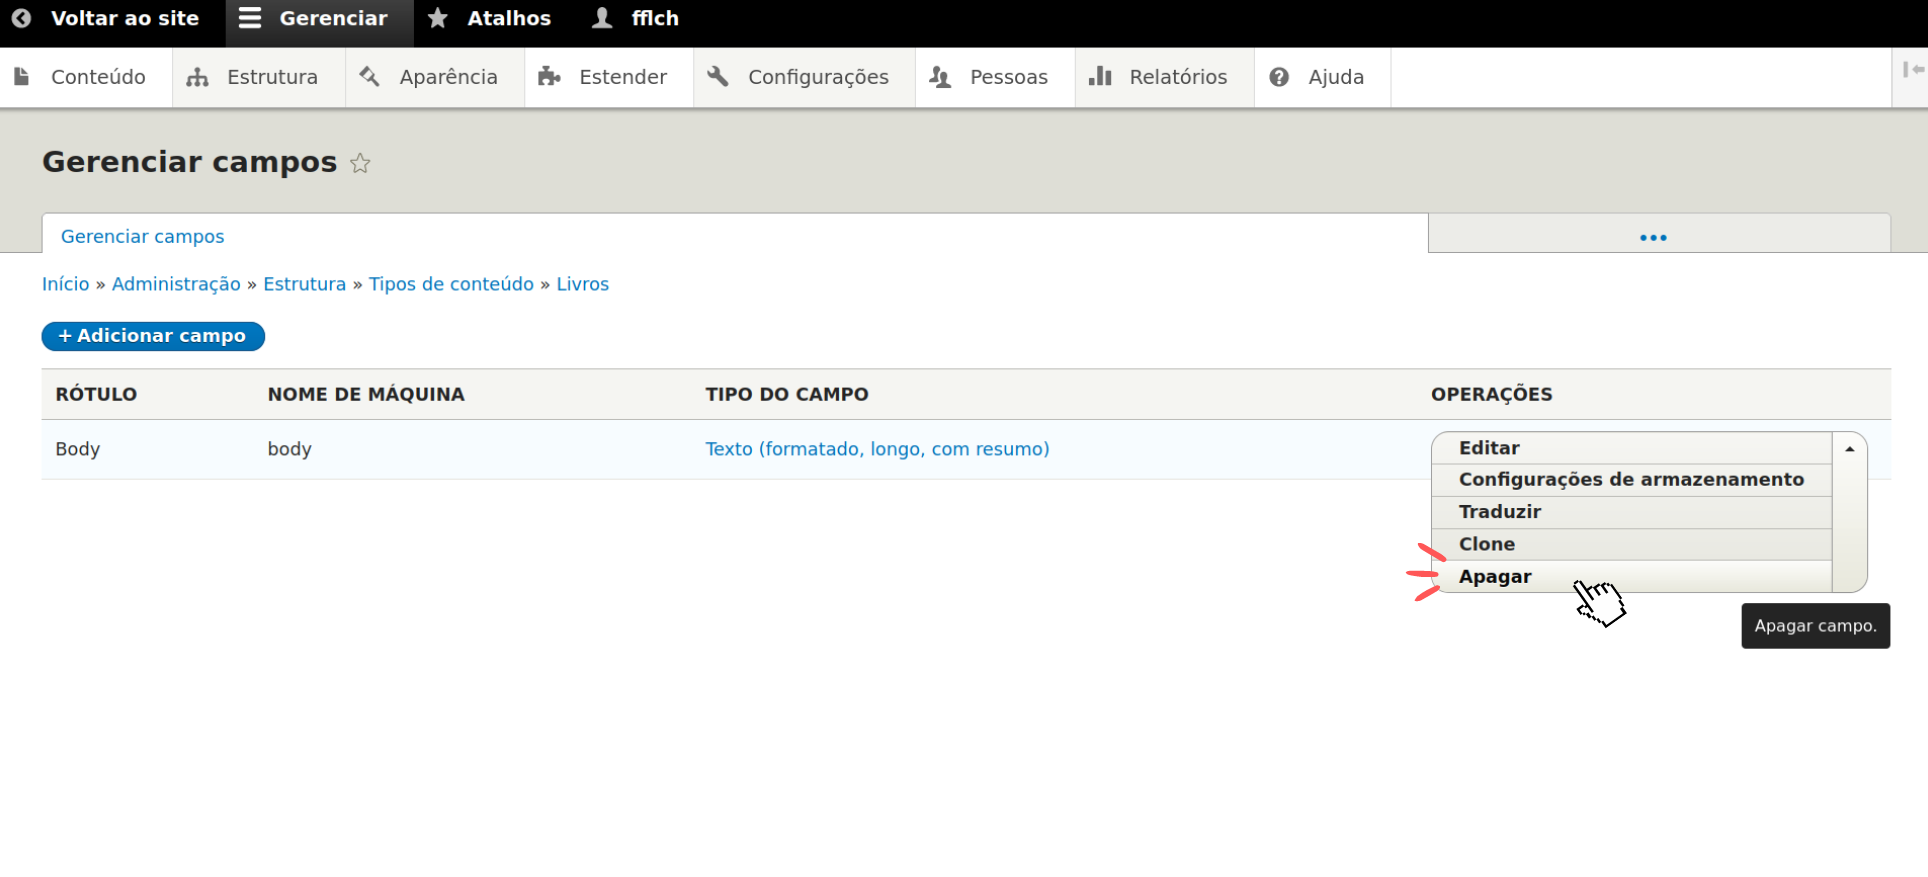 Voltar ao site Gerenciar Atalhos fflch
Conteúdo Estrutura Aparência Estender Configurações Pessoas Relatórios Ajuda
Gerenciar campos
Gerenciar campos
Início » Administração » Estrutura » Tipos de conteúdo » Livros
+ Adicionar campo
RÓTULO NOME DE MÁQUINA TIPO DO CAMPO OPERAÇÕES
Body body Texto (formatado, longo, com resumo) Editar
Configurações de armazenamento
Traduzir
Clone
Apagar
Apagar campo.